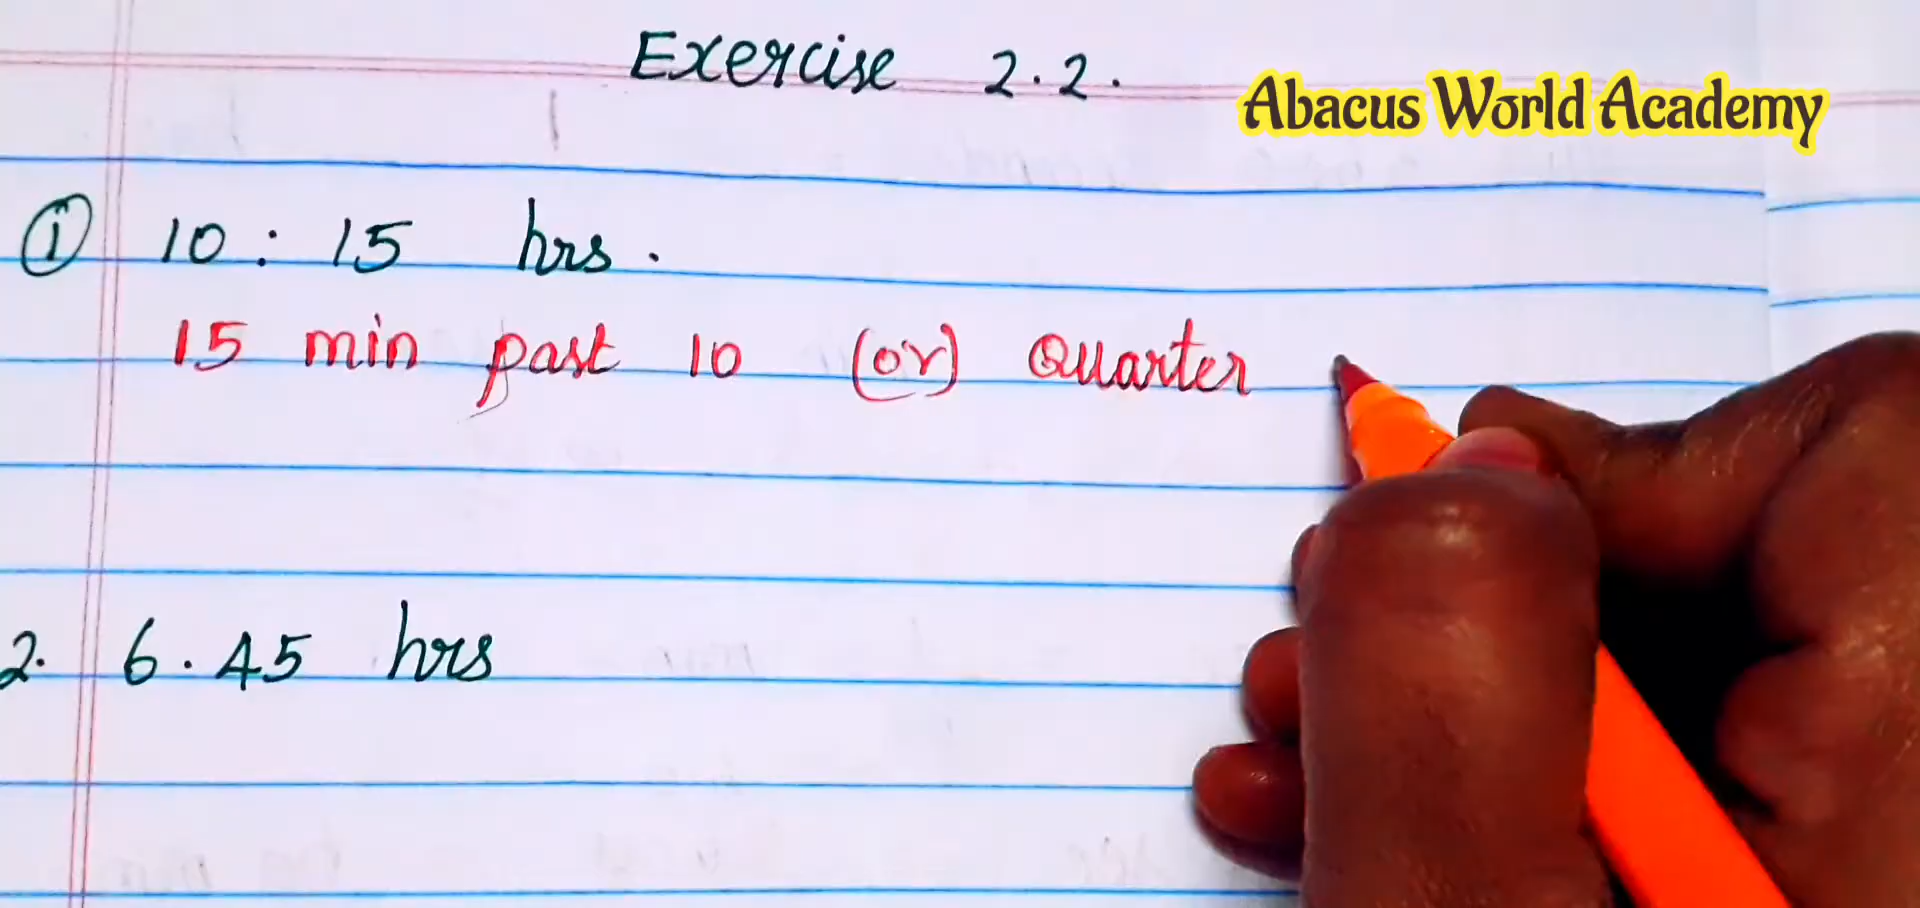 Exercise 2.2.
Abacus World Academy
i 10 : 15 hrs.
15 min past 10 (or) Quarter
2. 6.45 hrs